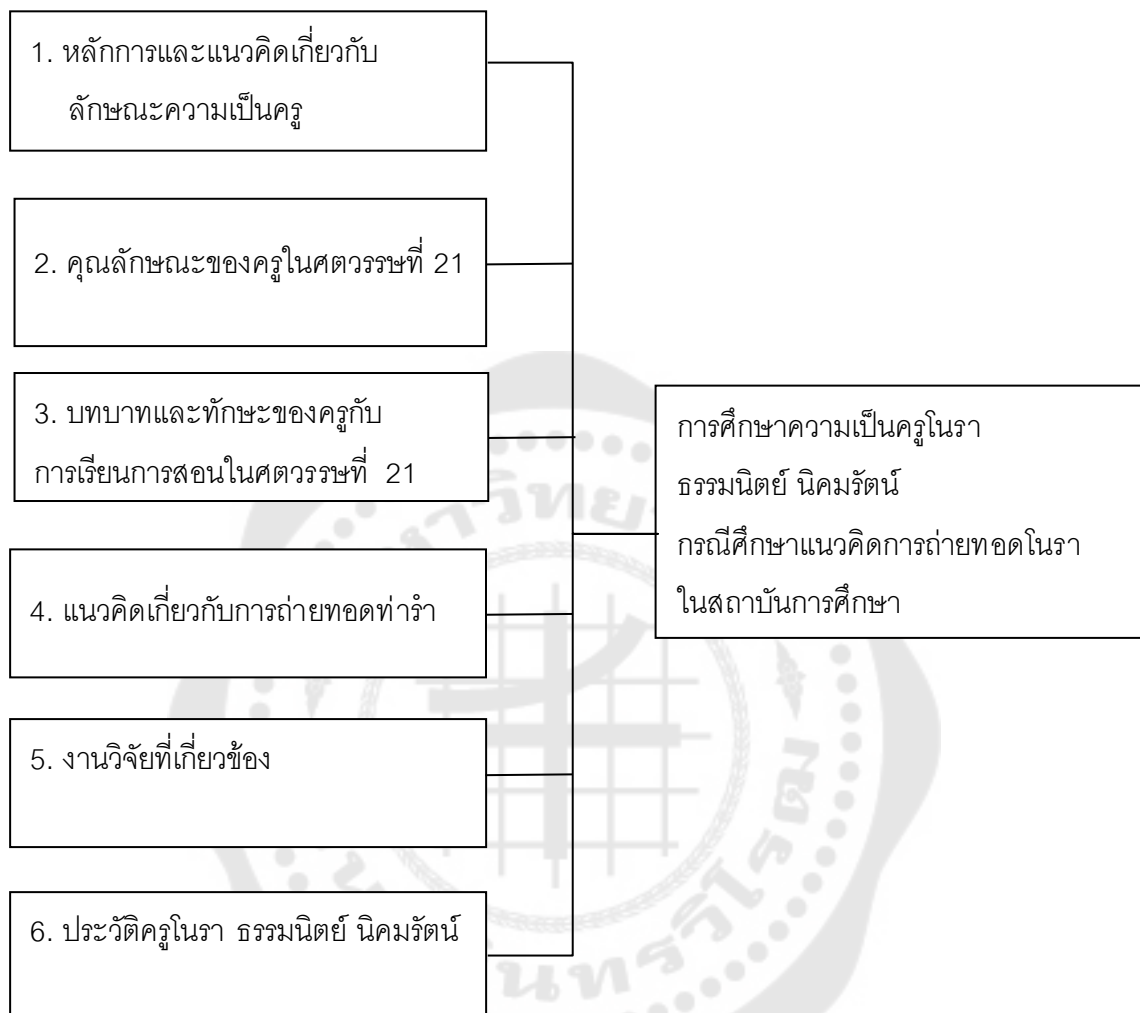 1. หลักการและแนวคิดเกี่ยวกับ
ลักษณะความเป็นครู
2. คุณลักษณะของครูในศตวรรษที่ 21
3. บทบาทและทักษะของครูกับ
การเรียนการสอนในศตวรรษที่ 21
4. แนวคิดเกี่ยวกับการถ่ายทอดท่ารำ
5. งานวิจัยที่เกี่ยวข้อง
6. ประวัติครูโนรา ธรรมนิตย์ นิคมรัตน์
การศึกษาความเป็นครูโนรา
ธรรมนิตย์ นิคมรัตน์
กรณีศึกษาแนวคิดการถ่ายทอดโนรา
ในสถาบันการศึกษา